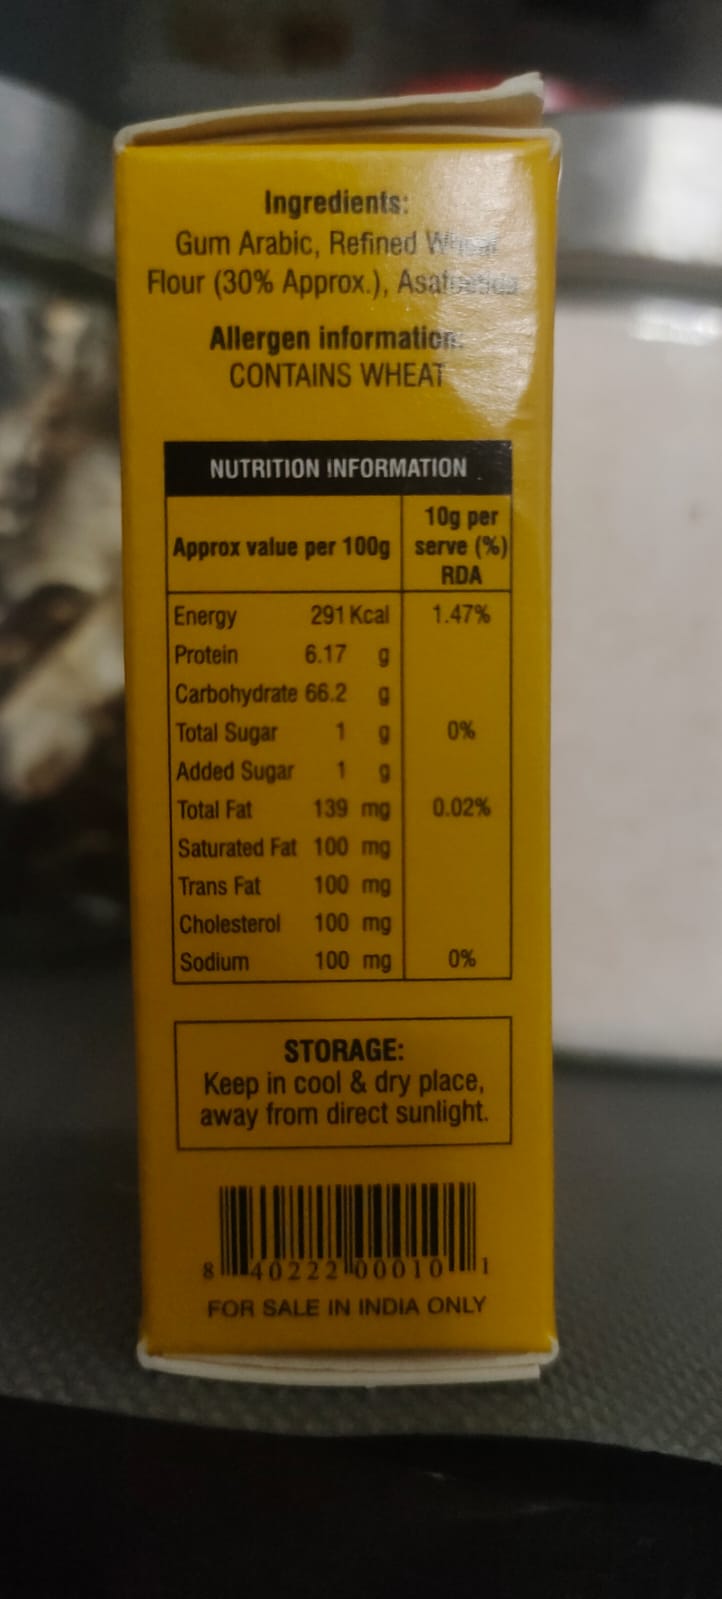 Ingredients:
Gum Arabic, Refined Wheat
Flour (30% Approx.), Asafoetida
Allergen information:
CONTAINS WHEAT
NUTRITION INFORMATION
Approx value per 100g 10g per serve (%) RDA
Energy 291 Kcal 1.47%
Protein 6.17 g
Carbohydrate 66.2 g
Total Sugar 1 g 0%
Added Sugar 1 g
Total Fat 139 mg 0.02%
Saturated Fat 100 mg
Trans Fat 100 mg
Cholesterol 100 mg
Sodium 100 mg 0%
STORAGE:
Keep in cool & dry place,
away from direct sunlight.
8 40222 00010 1
FOR SALE IN INDIA ONLY